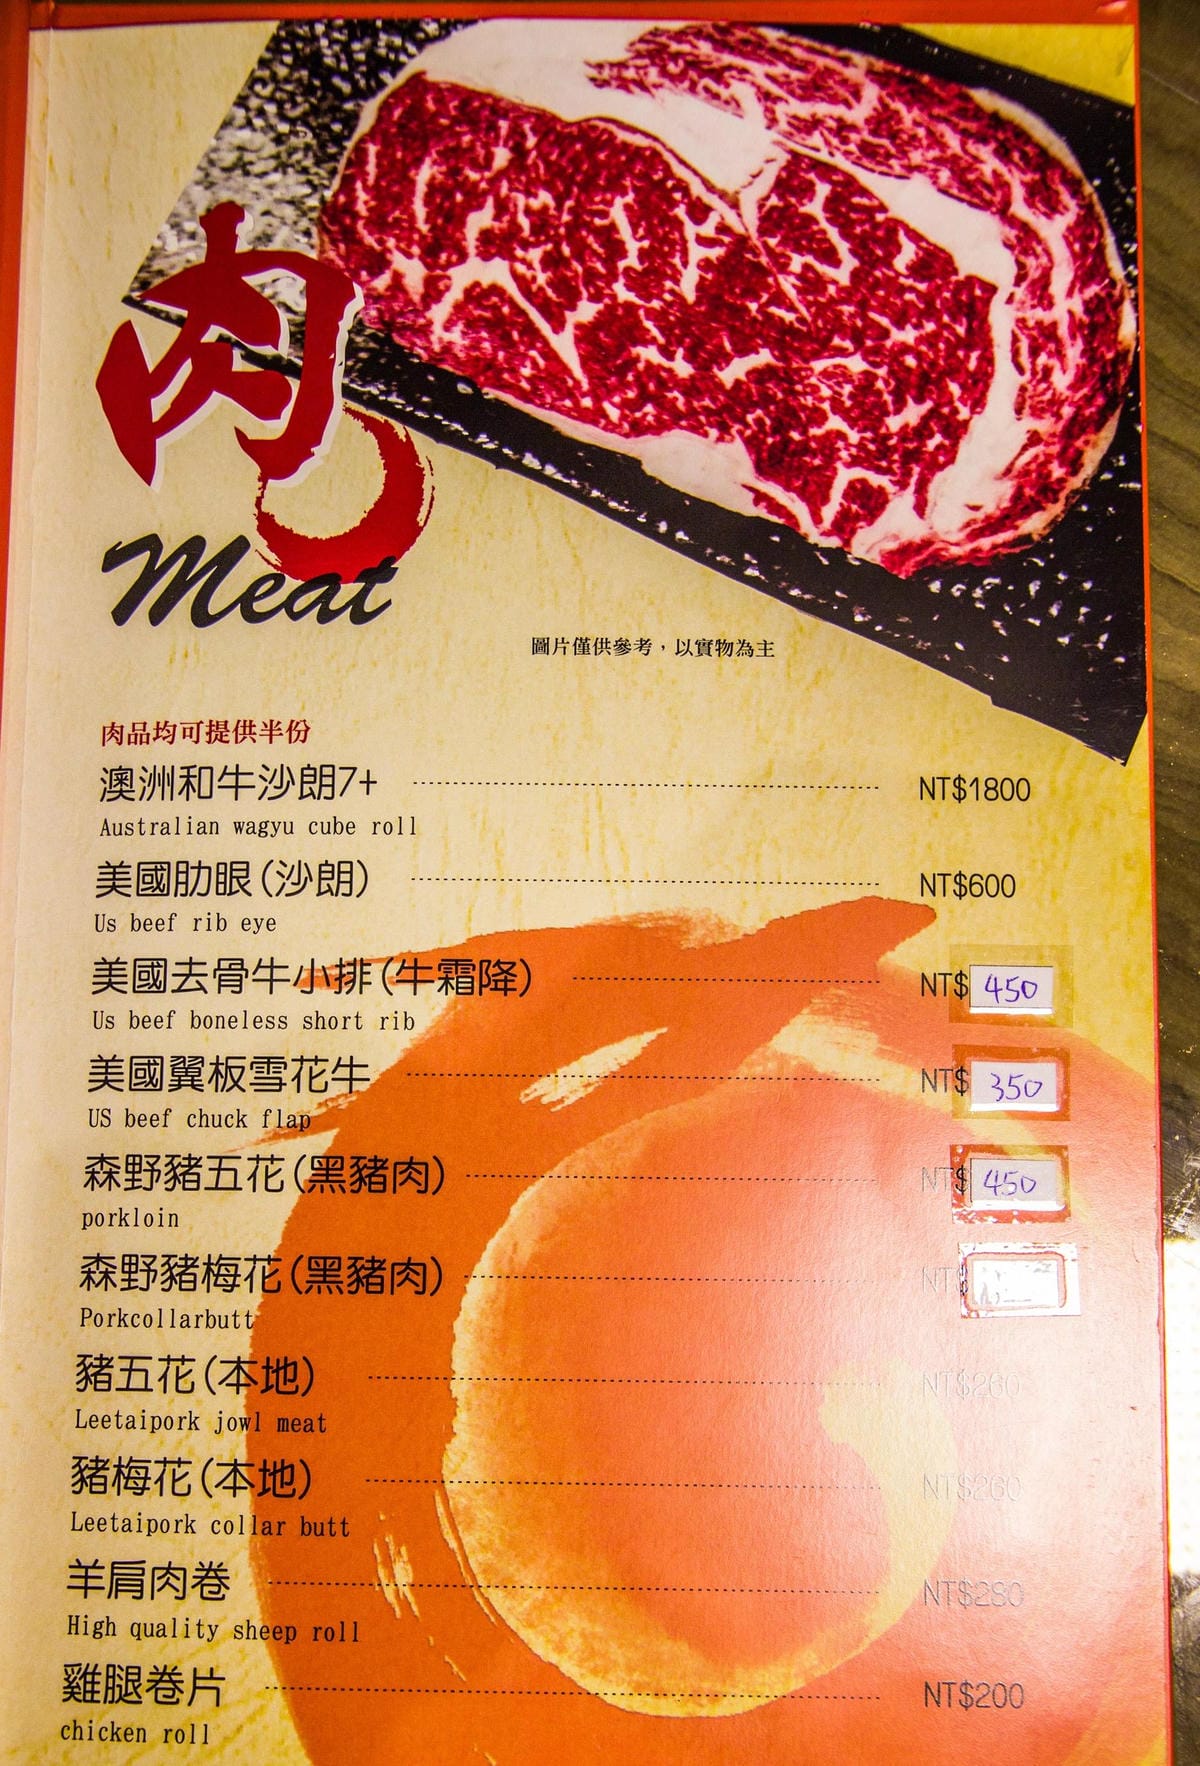 肉
Meat
圖片僅供參考，以實物為主
肉品均可提供半份
澳洲和牛沙朗7+ NT$1800
Australian wagyu cube roll
美國肋眼(沙朗) NT$600
Us beef rib eye
美國去骨牛小排(牛霜降) NT$450
Us beef boneless short rib
美國翼板雪花牛 NT$350
US beef chuck flap
森野豬五花(黑豬肉) NT$450
porkloin
森野豬梅花(黑豬肉) NT$
Porkcollarbutt
豬五花(本地) NT$260
Leetaipork jowl meat
豬梅花(本地) NT$260
Leetaipork collar butt
羊肩肉卷 NT$280
High quality sheep roll
雞腿卷片 NT$200
chicken roll